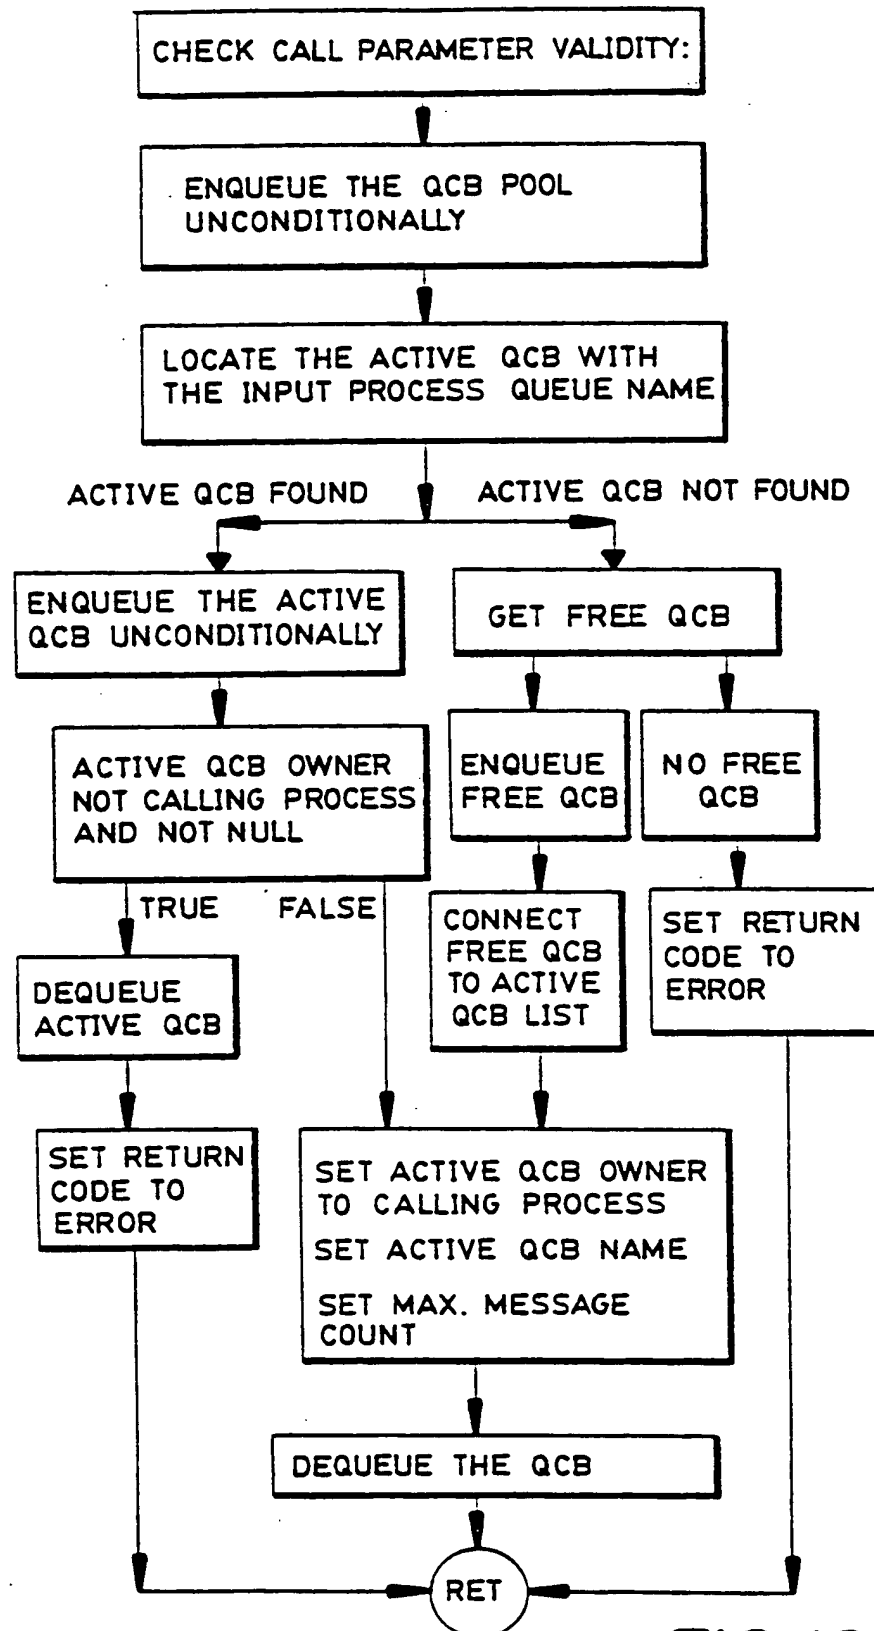 CHECK CALL PARAMETER VALIDITY:
ENQUEUE THE QCB POOL
UNCONDITIONALLY
LOCATE THE ACTIVE QCB WITH
THE INPUT PROCESS QUEUE NAME
ACTIVE QCB FOUND
ACTIVE QCB NOT FOUND
ENQUEUE THE ACTIVE
QCB UNCONDITIONALLY
GET FREE QCB
ACTIVE QCB OWNER
NOT CALLING PROCESS
AND NOT NULL
ENQUEUE
FREE QCB
NO FREE
QCB
TRUE
FALSE
DEQUEUE
ACTIVE QCB
CONNECT
FREE QCB
TO ACTIVE
QCB LIST
SET RETURN
CODE TO
ERROR
SET RETURN
CODE TO
ERROR
SET ACTIVE QCB OWNER
TO CALLING PROCESS
SET ACTIVE QCB NAME
SET MAX. MESSAGE
COUNT
DEQUEUE THE QCB
RET